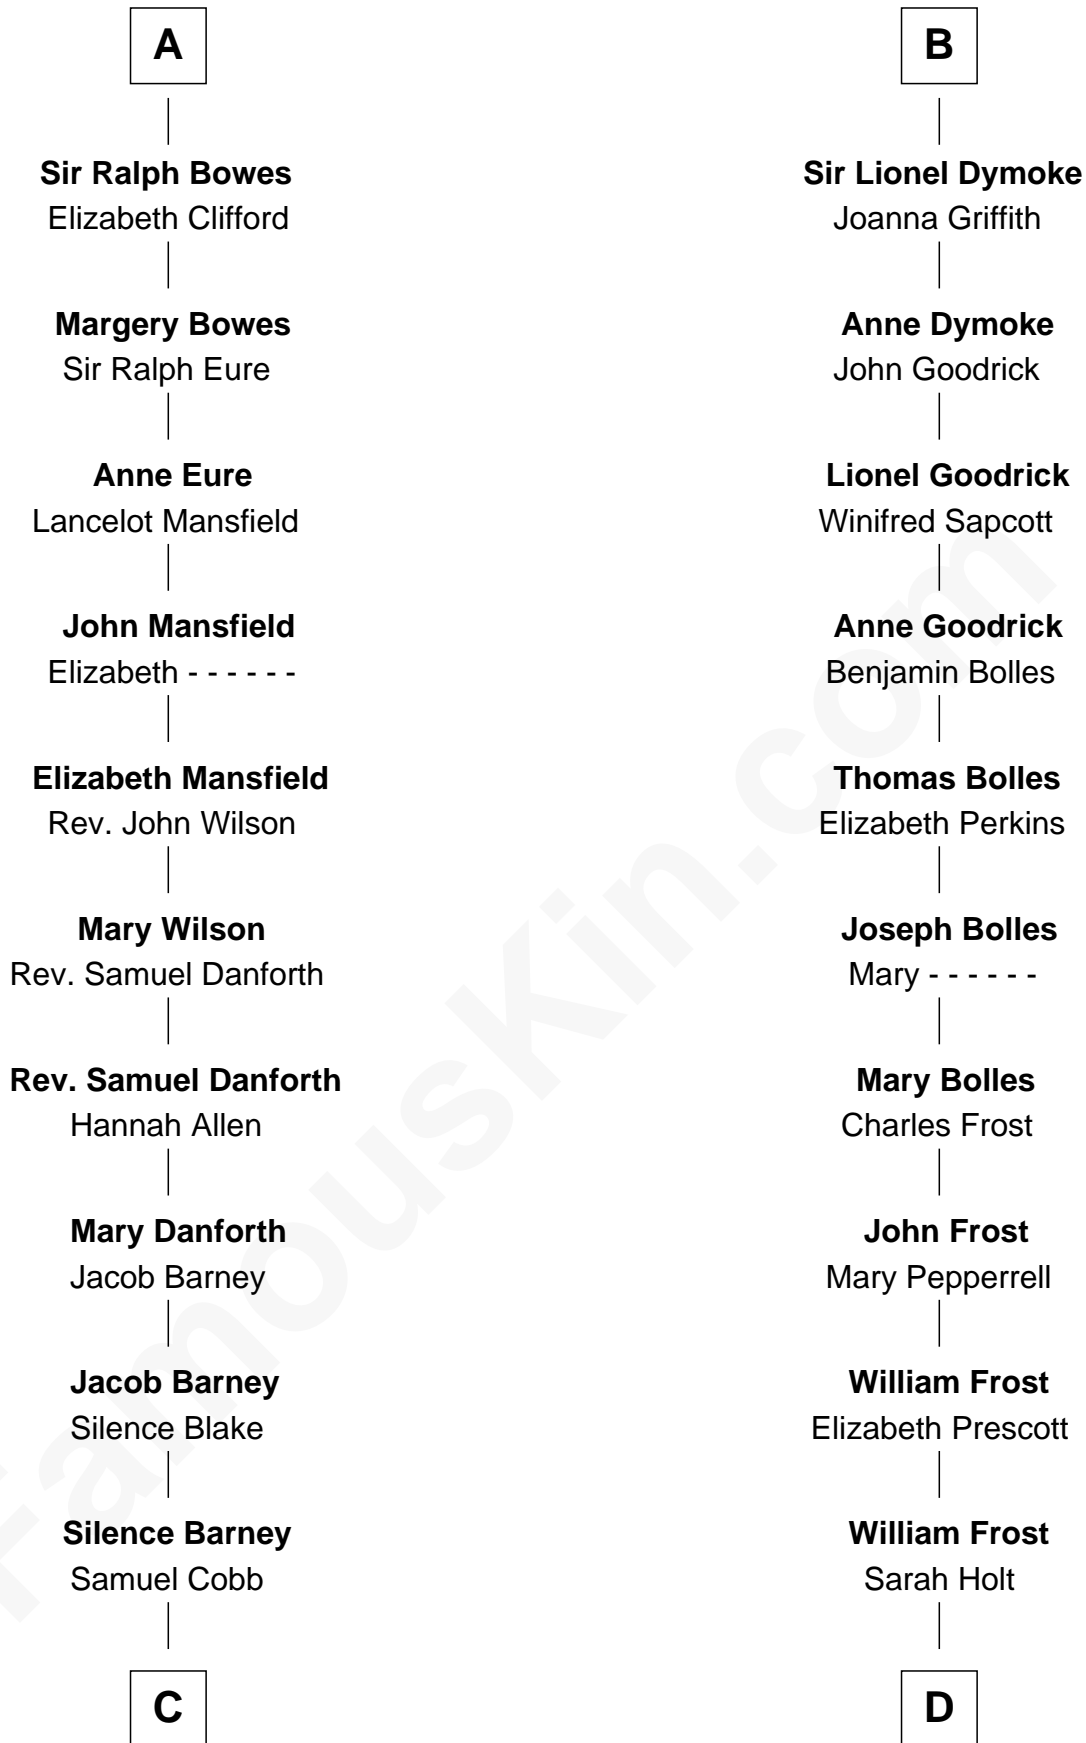 A
Sir Ralph Bowes
Elizabeth Clifford
Margery Bowes
Sir Ralph Eure
Anne Eure
Lancelot Mansfield
John Mansfield
Elizabeth - - - - - -
Elizabeth Mansfield
Rev. John Wilson
Mary Wilson
Rev. Samuel Danforth
Rev. Samuel Danforth
Hannah Allen
Mary Danforth
Jacob Barney
Jacob Barney
Silence Blake
Silence Barney
Samuel Cobb
C
B
Sir Lionel Dymoke
Joanna Griffith
Anne Dymoke
John Goodrick
Lionel Goodrick
Winifred Sapcott
Anne Goodrick
Benjamin Bolles
Thomas Bolles
Elizabeth Perkins
Joseph Bolles
Mary - - - - - -
Mary Bolles
Charles Frost
John Frost
Mary Pepperrell
William Frost
Elizabeth Prescott
William Frost
Sarah Holt
D
FamousKin.com